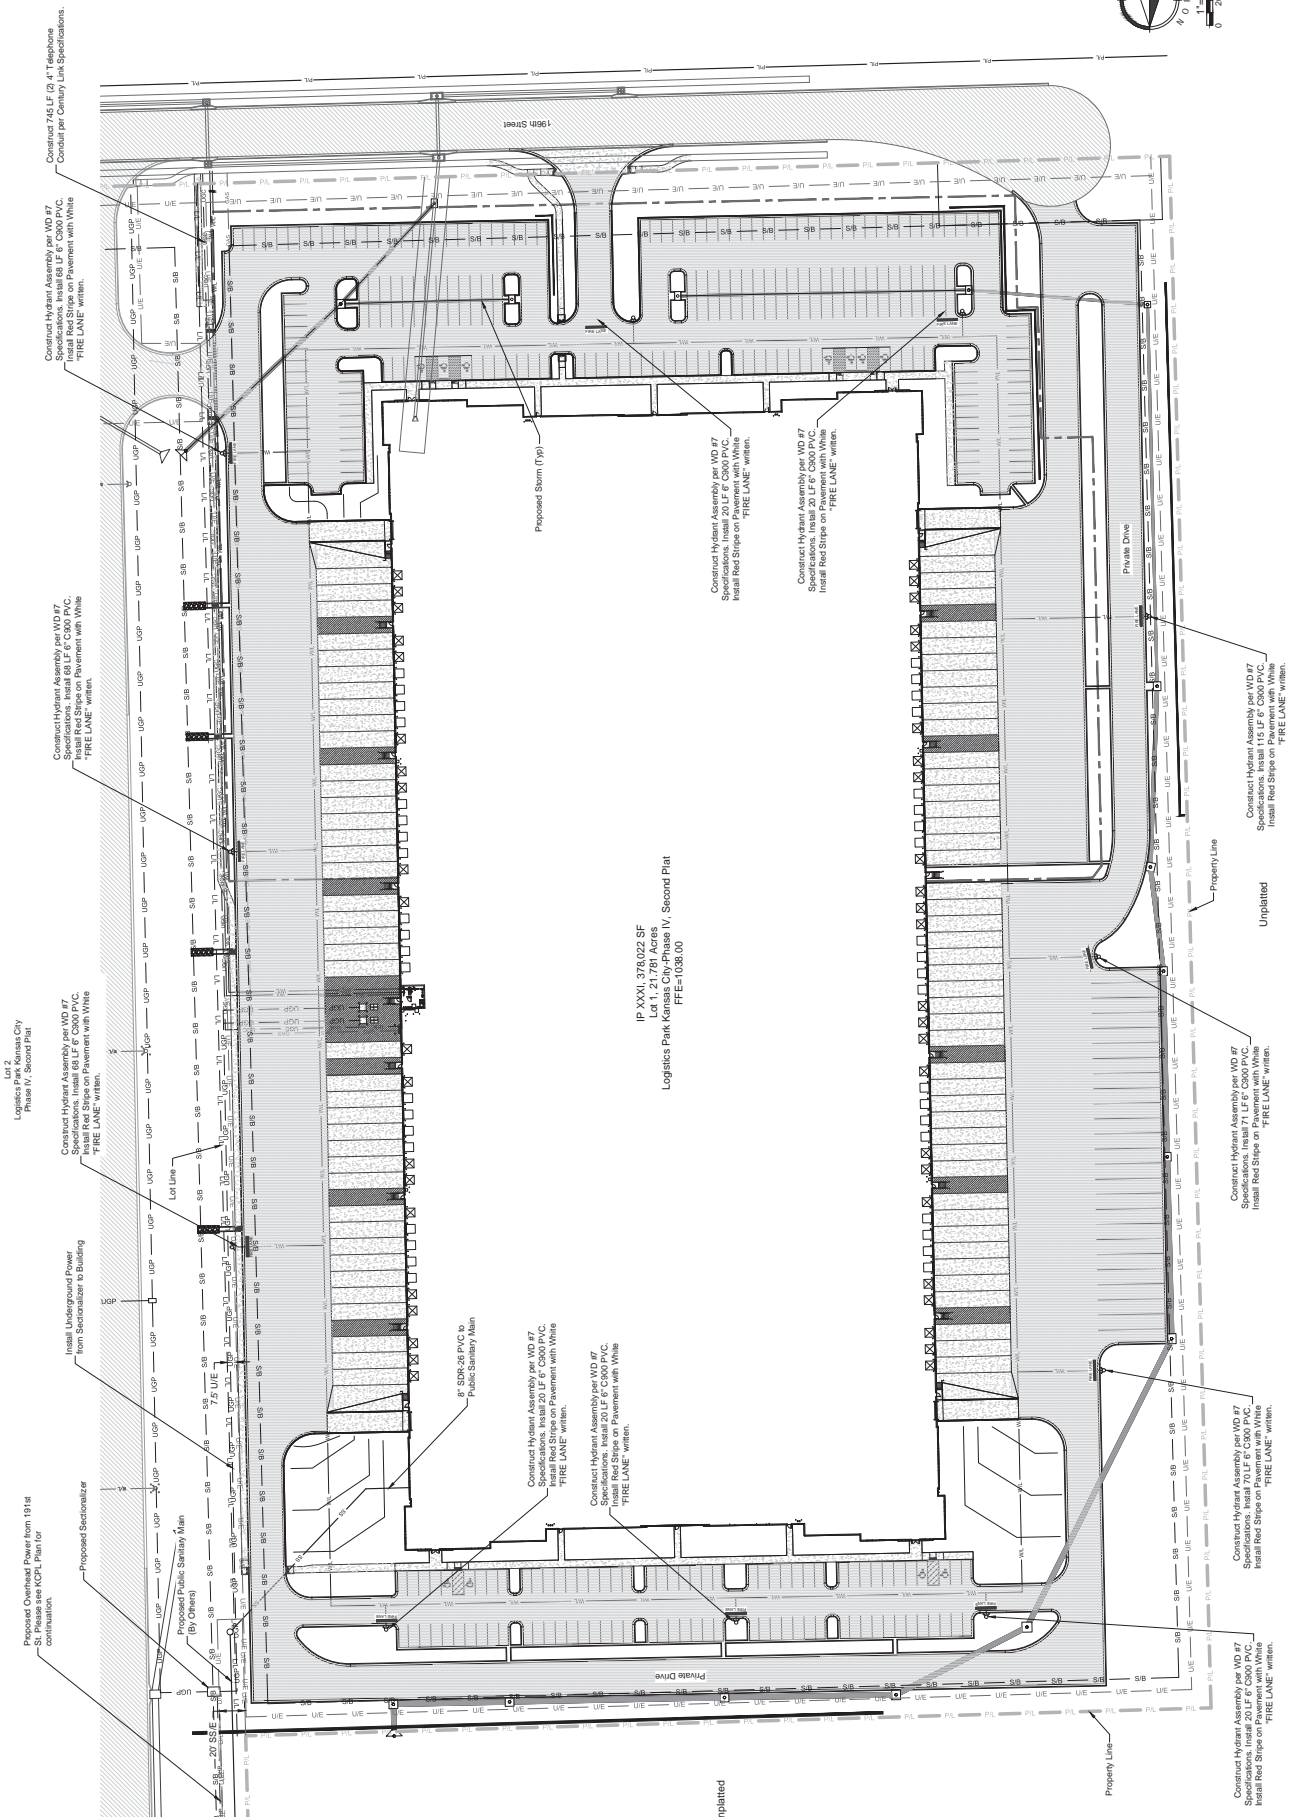 Construct 745 LF (2) 4" Telephone
Conduit per Century Link Specifications.
Construct Hydrant Assembly per WD #7
Specifications. Install 68 LF 6" C900 PVC.
Install Red Stripe on Pavement with White
"FIRE LANE" written.
Construct Hydrant Assembly per WD #7
Specifications. Install 68 LF 6" C900 PVC.
Install Red Stripe on Pavement with White
"FIRE LANE" written.
Lot 2
Logistics Park Kansas City
Phase IV, Second Plat
Construct Hydrant Assembly per WD #7
Specifications. Install 68 LF 6" C900 PVC.
Install Red Stripe on Pavement with White
"FIRE LANE" written.
Lot Line
Install Underground Power
from Sectionalizer to Building
7.5' U/E
Proposed Sectionalizer
Proposed Public Sanitary Main
(By Others)
Proposed Overhead Power from 191st
St. Please see KCPL Plan for
continuation.
20' SS/E
196th Street
Proposed Storm (Typ)
Construct Hydrant Assembly per WD #7
Specifications. Install 20 LF 6" C900 PVC.
Install Red Stripe on Pavement with White
"FIRE LANE" written.
Construct Hydrant Assembly per WD #7
Specifications. Install 20 LF 6" C900 PVC.
Install Red Stripe on Pavement with White
"FIRE LANE" written.
IP XXXI, 378,022 SF
Lot 1, 21.781 Acres
Logistics Park Kansas City-Phase IV, Second Plat
FFE=1038.00
8" SDR-26 PVC to
Public Sanitary Main
Construct Hydrant Assembly per WD #7
Specifications. Install 20 LF 6" C900 PVC.
Install Red Stripe on Pavement with White
"FIRE LANE" written.
Construct Hydrant Assembly per WD #7
Specifications. Install 20 LF 6" C900 PVC.
Install Red Stripe on Pavement with White
"FIRE LANE" written.
Private Drive
Private Drive
Construct Hydrant Assembly per WD #7
Specifications. Install 115 LF 6" C900 PVC.
Install Red Stripe on Pavement with White
"FIRE LANE" written.
Property Line
Unplatted
Construct Hydrant Assembly per WD #7
Specifications. Install 71 LF 6" C900 PVC.
Install Red Stripe on Pavement with White
"FIRE LANE" written.
Construct Hydrant Assembly per WD #7
Specifications. Install 70 LF 6" C900 PVC.
Install Red Stripe on Pavement with White
"FIRE LANE" written.
Construct Hydrant Assembly per WD #7
Specifications. Install 20 LF 6" C900 PVC.
Install Red Stripe on Pavement with White
"FIRE LANE" written.
Property Line
nplatted
UGP
S/B
U/E
P/L
W/L